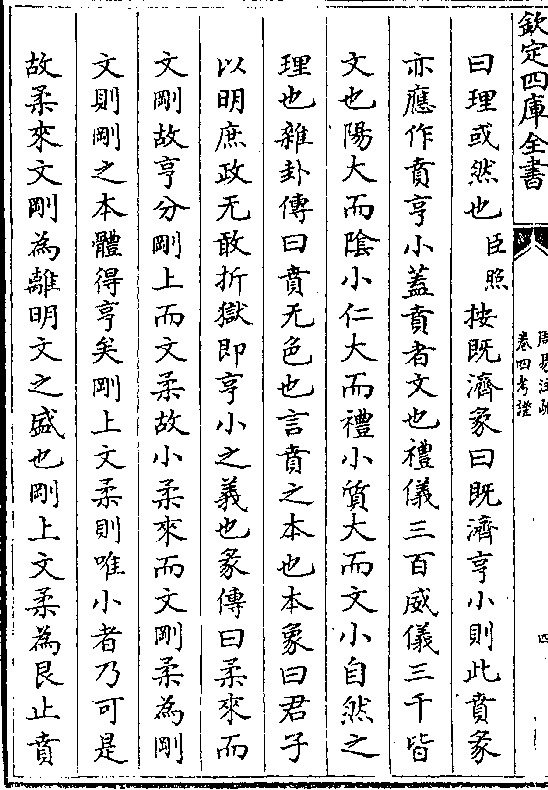 欽定四庫全書
周易注疏
卷四考證
四
曰理或然也臣照按既濟彖曰既濟亨小則此賁彖
亦應作賁亨小蓋賁者文也禮儀三百威儀三千皆
文也陽大而陰小仁大而禮小質大而文小自然之
理也雜卦傳曰賁无色也言賁之本也本象曰君子
以明庶政无敢折獄即亨小之義也彖傳曰柔來而
文剛故亨分剛上而文柔故小柔來而文剛柔為剛
文則剛之本體得亨矣剛上文柔則唯小者乃可是
故柔來文剛為離明文之盛也剛上文柔為艮止賁